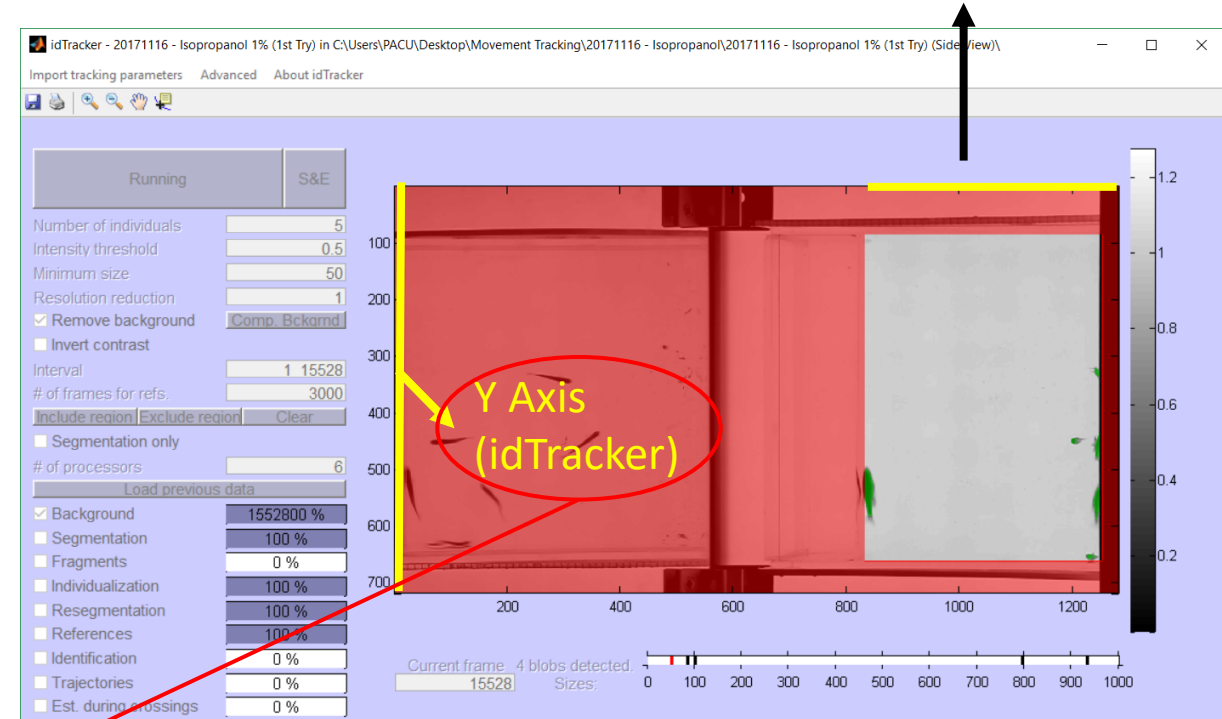 idTracker - 20171116 - Isopropanol 1% (1st Try) in C:\Users\PACU\Desktop\Movement Tracking\20171116 - Isopropanol\20171116 - Isopropanol 1% (1st Try) (Side View)\
Import tracking parameters Advanced About idTracker
Running S&E
Number of individuals 5
Intensity threshold 0.5
Minimum size 50
Resolution reduction 1
Remove background Comp. Bckgrnd
Invert contrast
Interval 1 15528
# of frames for refs. 3000
Include region Exclude region Clear
Segmentation only
# of processors 6
Load previous data
Background 1552800 %
Segmentation 100 %
Fragments 0 %
Individualization 100 %
Resegmentation 100 %
References 100 %
Identification 0 %
Trajectories 0 %
Est. during crossings 0 %
100
200
300
400
500
600
700
Y Axis
(idTracker)
200 400 600 800 1000 1200
1.2
1
0.8
0.6
0.4
0.2
Current frame 4 blobs detected.
15528 Sizes:
0 100 200 300 400 500 600 700 800 900 1000